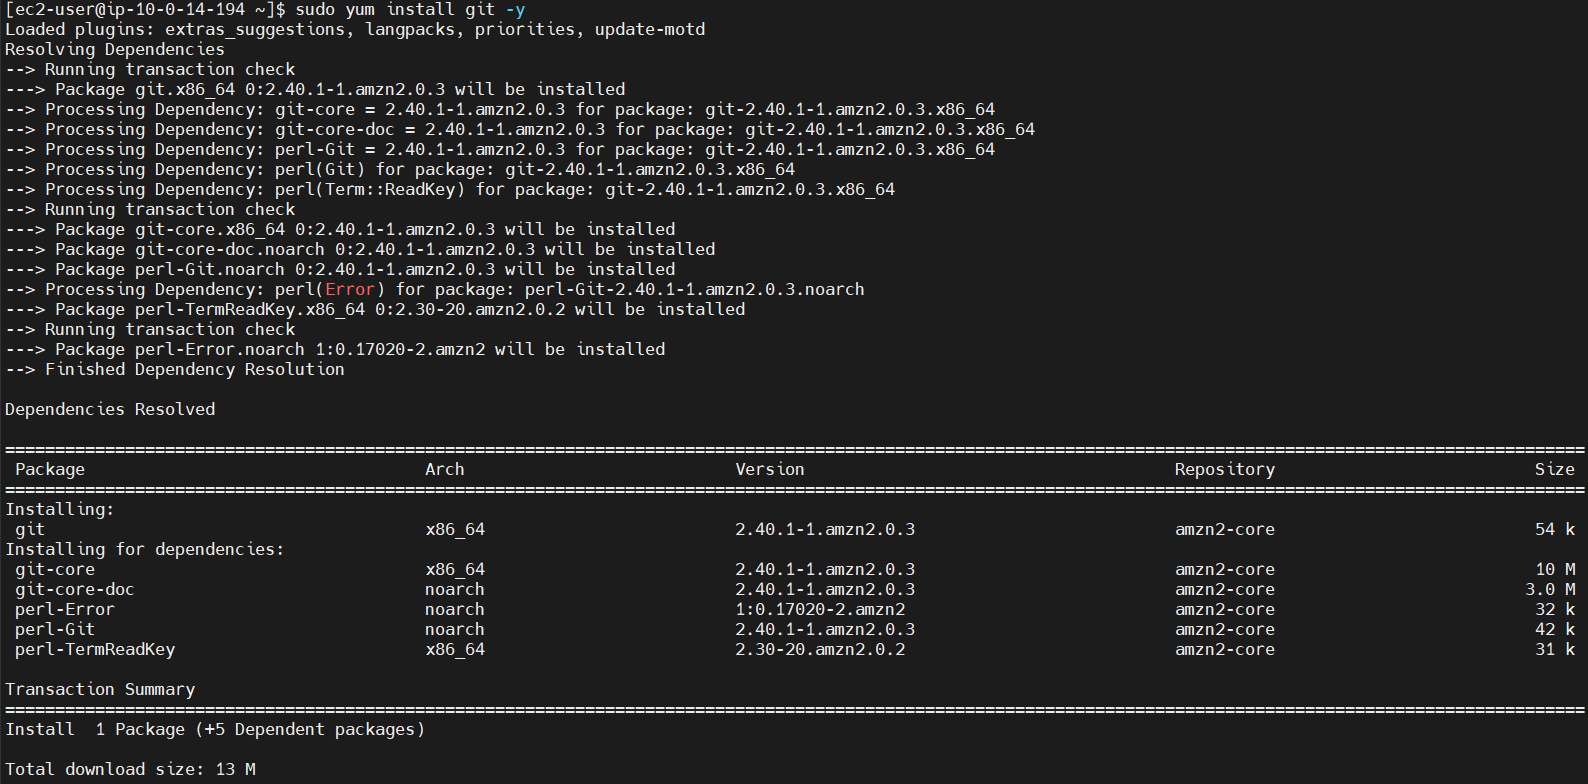 [ec2-user@ip-10-0-14-194 ~]$ sudo yum install git -y
Loaded plugins: extras_suggestions, langpacks, priorities, update-motd
Resolving Dependencies
--> Running transaction check
---> Package git.x86_64 0:2.40.1-1.amzn2.0.3 will be installed
--> Processing Dependency: git-core = 2.40.1-1.amzn2.0.3 for package: git-2.40.1-1.amzn2.0.3.x86_64
--> Processing Dependency: git-core-doc = 2.40.1-1.amzn2.0.3 for package: git-2.40.1-1.amzn2.0.3.x86_64
--> Processing Dependency: perl-Git = 2.40.1-1.amzn2.0.3 for package: git-2.40.1-1.amzn2.0.3.x86_64
--> Processing Dependency: perl(Git) for package: git-2.40.1-1.amzn2.0.3.x86_64
--> Processing Dependency: perl(Term::ReadKey) for package: git-2.40.1-1.amzn2.0.3.x86_64
--> Running transaction check
---> Package git-core.x86_64 0:2.40.1-1.amzn2.0.3 will be installed
---> Package git-core-doc.noarch 0:2.40.1-1.amzn2.0.3 will be installed
---> Package perl-Git.noarch 0:2.40.1-1.amzn2.0.3 will be installed
--> Processing Dependency: perl(Error) for package: perl-Git-2.40.1-1.amzn2.0.3.noarch
---> Package perl-TermReadKey.x86_64 0:2.30-20.amzn2.0.2 will be installed
--> Running transaction check
---> Package perl-Error.noarch 1:0.17020-2.amzn2 will be installed
--> Finished Dependency Resolution

Dependencies Resolved

================================================================================
 Package Arch Version Repository Size
================================================================================
Installing:
 git x86_64 2.40.1-1.amzn2.0.3 amzn2-core 54 k
Installing for dependencies:
 git-core x86_64 2.40.1-1.amzn2.0.3 amzn2-core 10 M
 git-core-doc noarch 2.40.1-1.amzn2.0.3 amzn2-core 3.0 M
 perl-Error noarch 1:0.17020-2.amzn2 amzn2-core 32 k
 perl-Git noarch 2.40.1-1.amzn2.0.3 amzn2-core 42 k
 perl-TermReadKey x86_64 2.30-20.amzn2.0.2 amzn2-core 31 k

Transaction Summary
================================================================================
Install  1 Package (+5 Dependent packages)

Total download size: 13 M